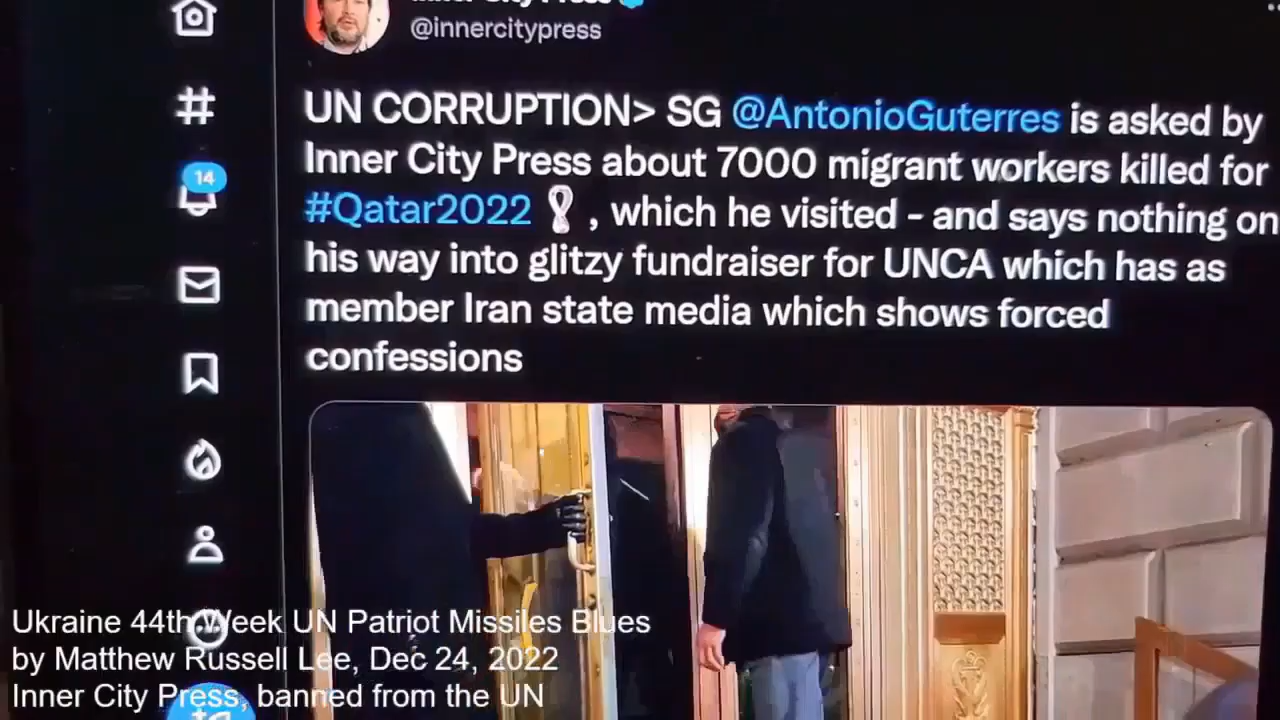 @innercitypress
UN CORRUPTION> SG @AntonioGuterres is asked by
Inner City Press about 7000 migrant workers killed for
#Qatar2022 , which he visited - and says nothing on
his way into glitzy fundraiser for UNCA which has as
member Iran state media which shows forced
confessions
14
Ukraine 44th Week UN Patriot Missiles Blues
by Matthew Russell Lee, Dec 24, 2022
Inner City Press, banned from the UN